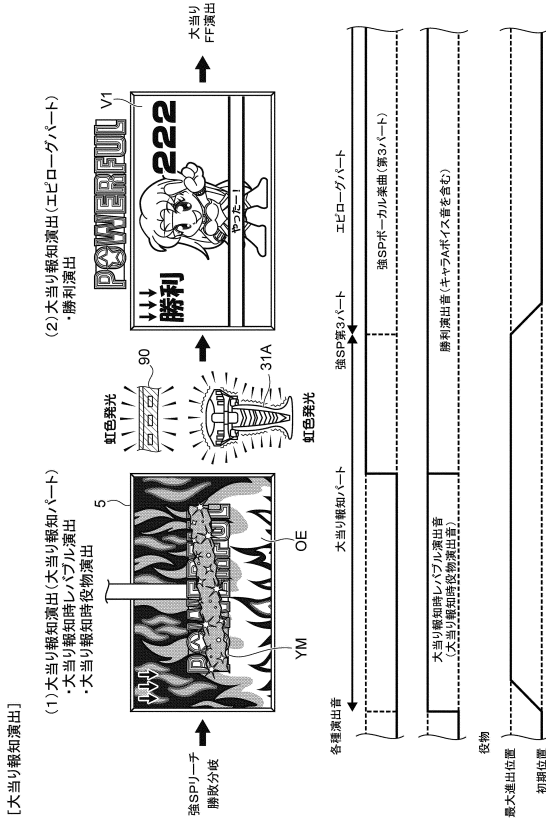 [大当り報知演出]
(1)大当り報知演出(大当り報知パート)
・大当り報知時レバブル演出
・大当り報知時役物演出
強SPリーチ
勝敗分岐
↓↓↓
POWERFUL
5
YM
OE
虹色発光
90
31A
虹色発光
(2)大当り報知演出(エピローグパート)
・勝利演出
POWERFUL
V1
↓↓↓
勝利
222
やったー!
大当り
FF演出
大当り報知パート
強SP第3パート
エピローグパート
各種演出音
強SPボーカル楽曲(第3パート)
大当り報知時レバブル演出音
(大当り報知時役物演出音)
勝利演出音(キャラAボイス音を含む)
役物
最大進出位置
初期位置